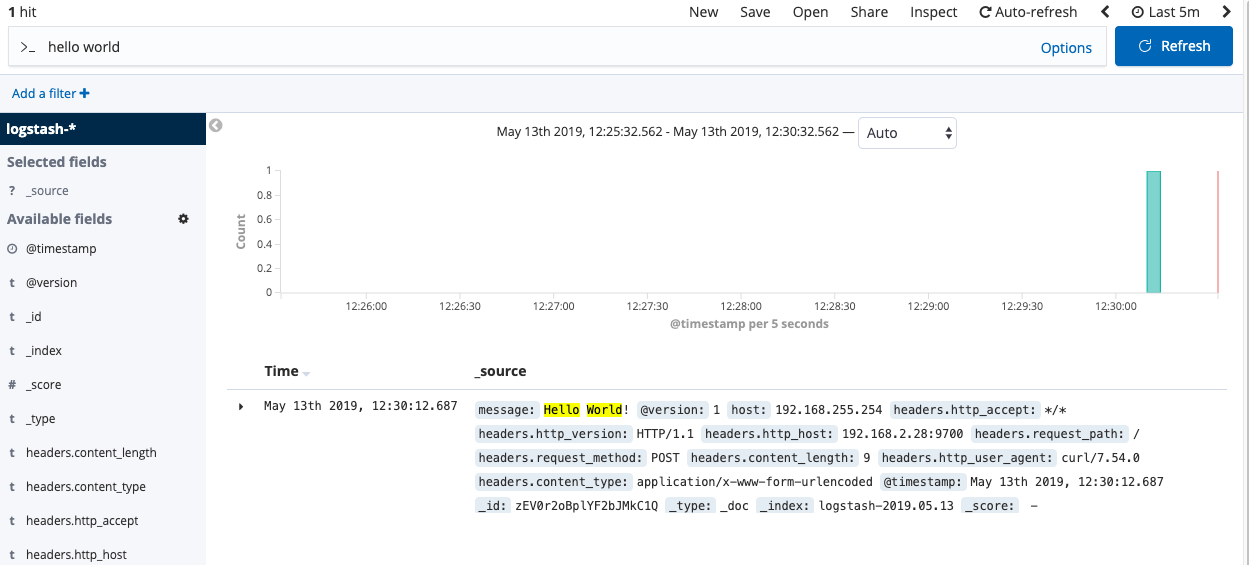 1 hit New Save Open Share Inspect Auto-refresh Last 5m
>_ hello world Options Refresh
Add a filter +
logstash-*
May 13th 2019, 12:25:32.562 - May 13th 2019, 12:30:32.562 — Auto
Selected fields
? _source
Available fields
@timestamp
t @version
t _id
t _index
# _score
t _type
t headers.content_length
t headers.content_type
t headers.http_accept
t headers.http_host
Count
1
0.8
0.6
0.4
0.2
0
12:26:00 12:26:30 12:27:00 12:27:30 12:28:00 12:28:30 12:29:00 12:29:30 12:30:00
@timestamp per 5 seconds
Time _source
May 13th 2019, 12:30:12.687 message: Hello World! @version: 1 host: 192.168.255.254 headers.http_accept: */*
headers.http_version: HTTP/1.1 headers.http_host: 192.168.2.28:9700 headers.request_path: /
headers.request_method: POST headers.content_length: 9 headers.http_user_agent: curl/7.54.0
headers.content_type: application/x-www-form-urlencoded @timestamp: May 13th 2019, 12:30:12.687
_id: zEV0r2oBplYF2bJMkC1Q _type: _doc _index: logstash-2019.05.13 _score: –